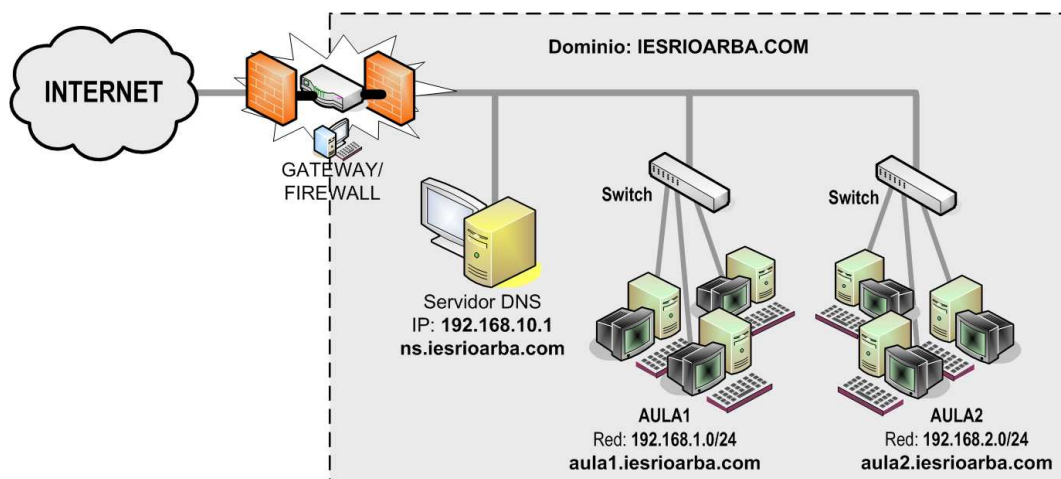 Dominio: IESRIOARBA.COM
INTERNET
GATEWAY/
FIREWALL
Switch
Switch
Servidor DNS
IP: 192.168.10.1
ns.iesrioarba.com
AULA1
Red: 192.168.1.0/24
aula1.iesrioarba.com
AULA2
Red: 192.168.2.0/24
aula2.iesrioarba.com